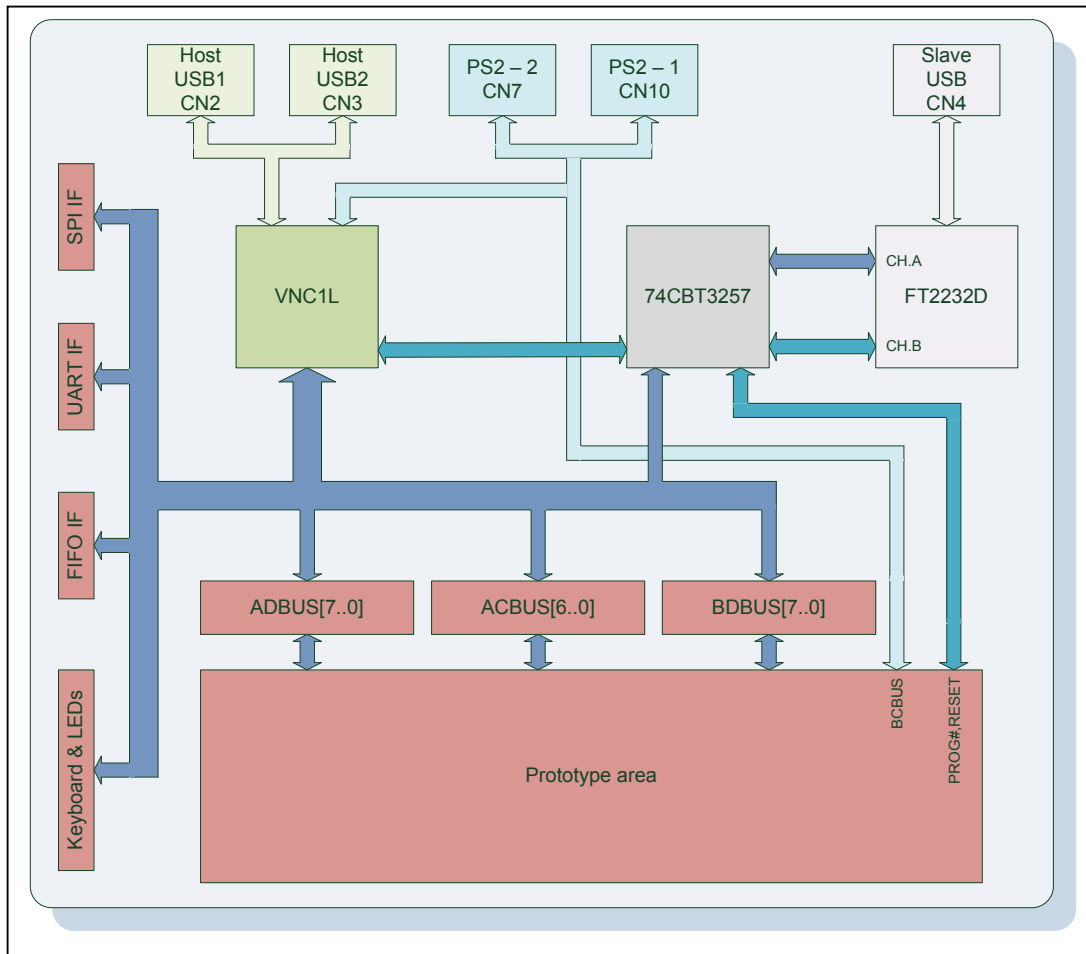 Host
USB1
CN2
Host
USB2
CN3
PS2 – 2
CN7
PS2 – 1
CN10
Slave
USB
CN4
SPI IF
UART IF
FIFO IF
Keyboard & LEDs
VNC1L
74CBT3257
CH.A
FT2232D
CH.B
ADBUS[7..0]
ACBUS[6..0]
BDBUS[7..0]
BCBUS
PROG#,RESET
Prototype area